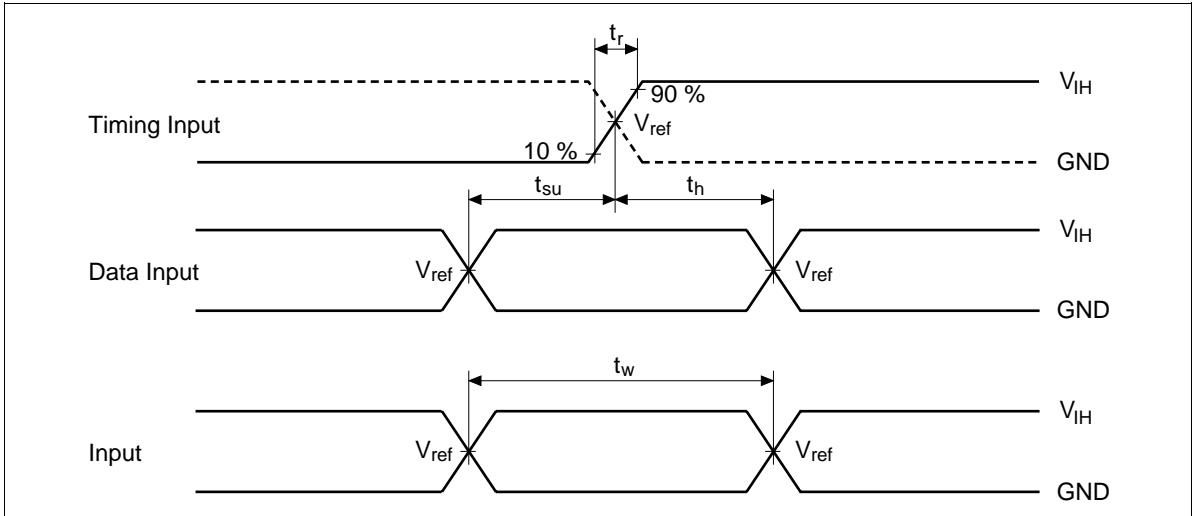 tr
VIH
90 %
Timing Input
Vref
10 %
GND
tsu
th
VIH
Data Input
Vref
Vref
GND
tw
VIH
Input
Vref
Vref
GND